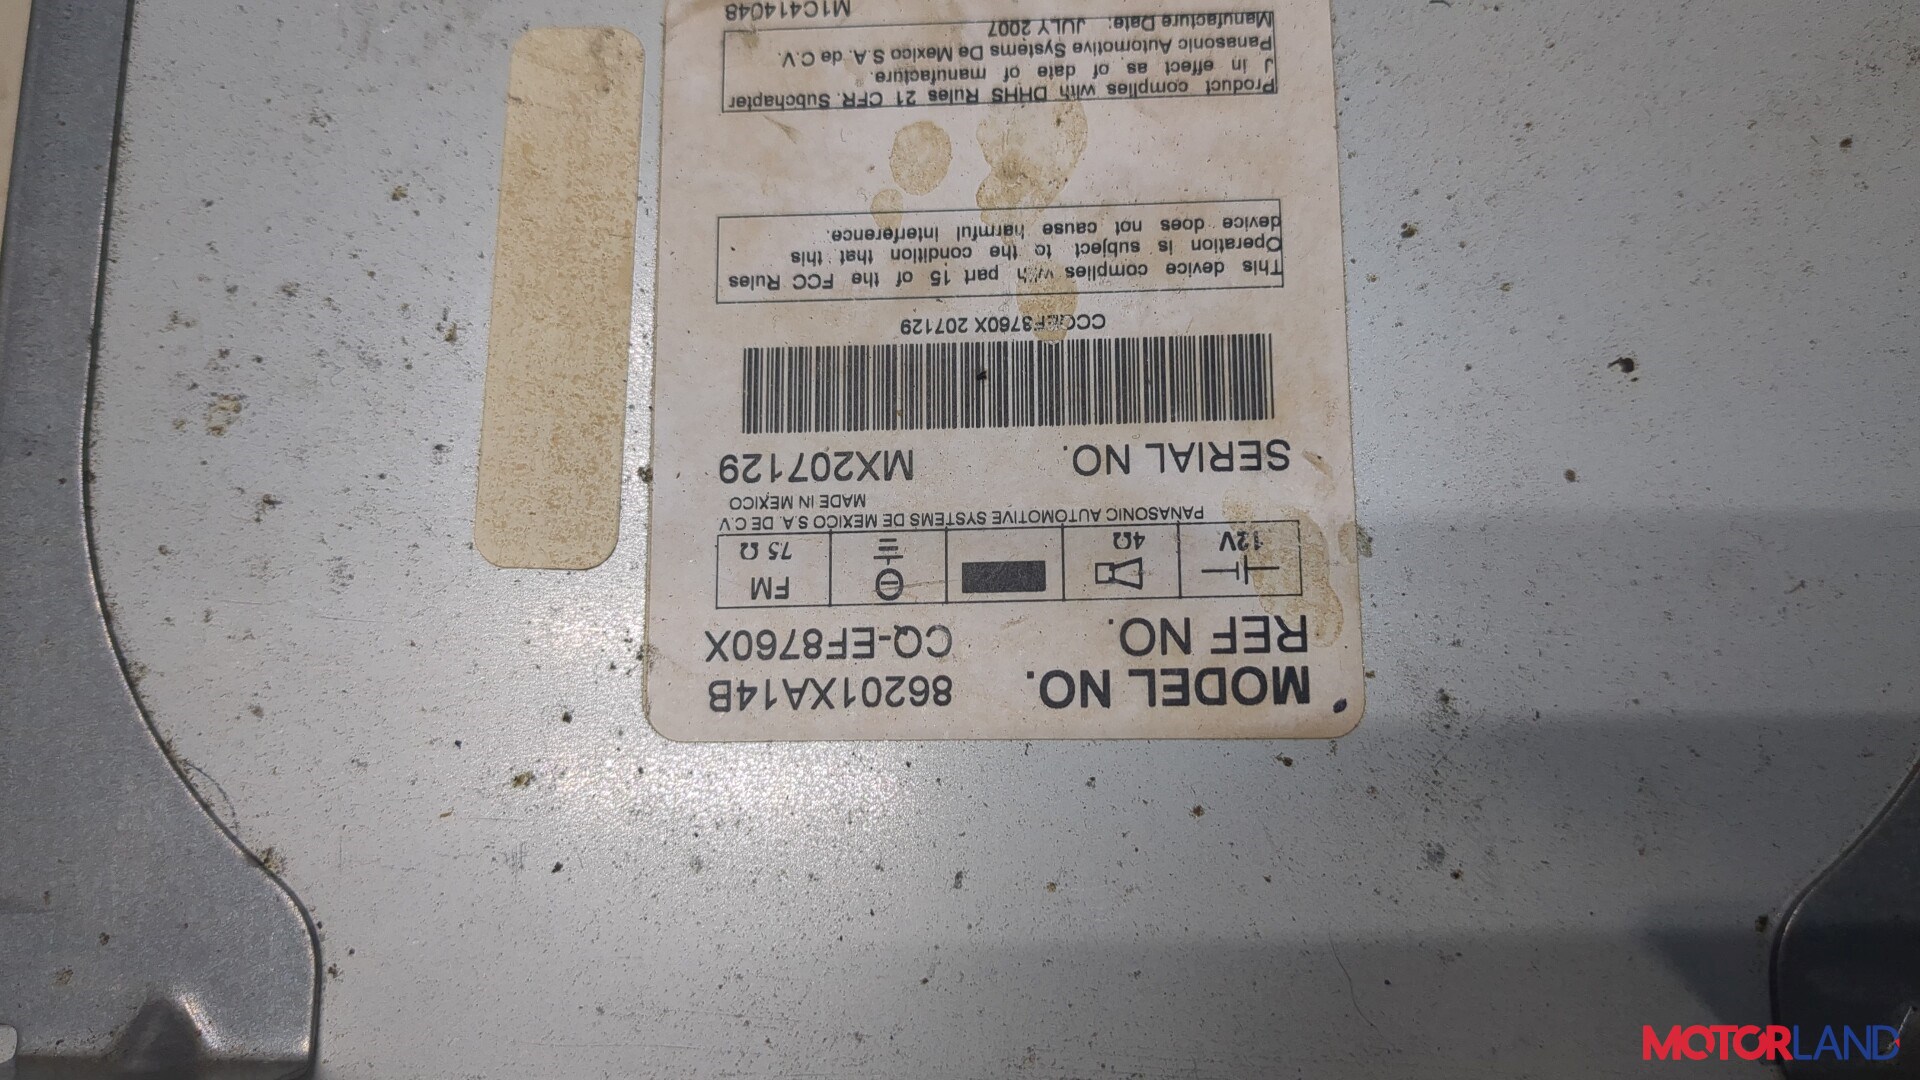 MODEL NO. 86201XA14B
REF NO. CQ-EF8760X
12V 4Ω FM 75 Ω
PANASONIC AUTOMOTIVE SYSTEMS DE MEXICO S.A. DE C.V.
MADE IN MEXICO
SERIAL NO. MX207129
207129
This device complies with part 15 of the FCC Rules
Operation is subject to the condition that this
device does not cause harmful interference.
Product complies with DHHS Rules 21 CFR. Subchapter
J in effect as of date of manufacture.
Panasonic Automotive Systems De Mexico S.A. de C.V.
Manufacture Date: JULY 2007
M1C414048
MOTORLAND